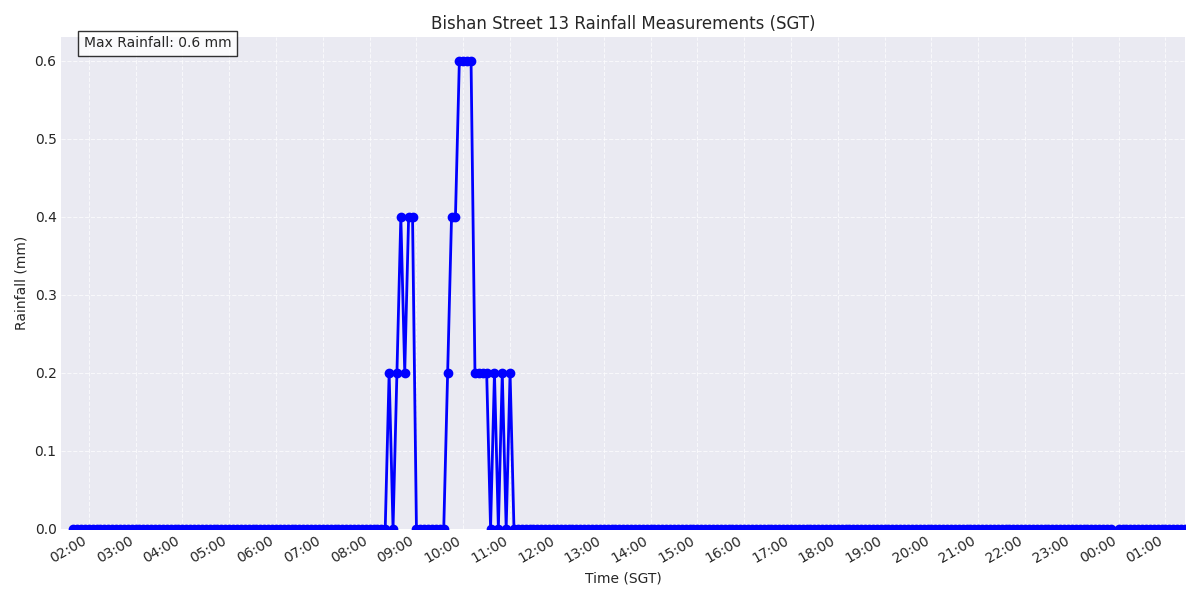 Bishan Street 13 Rainfall Measurements (SGT)
Max Rainfall: 0.6 mm
0.6
0.5
0.4
0.3
0.2
0.1
0.0
Rainfall (mm)
02:00 03:00 04:00 05:00 06:00 07:00 08:00 09:00 10:00 11:00 12:00 13:00 14:00 15:00 16:00 17:00 18:00 19:00 20:00 21:00 22:00 23:00 00:00 01:00
Time (SGT)